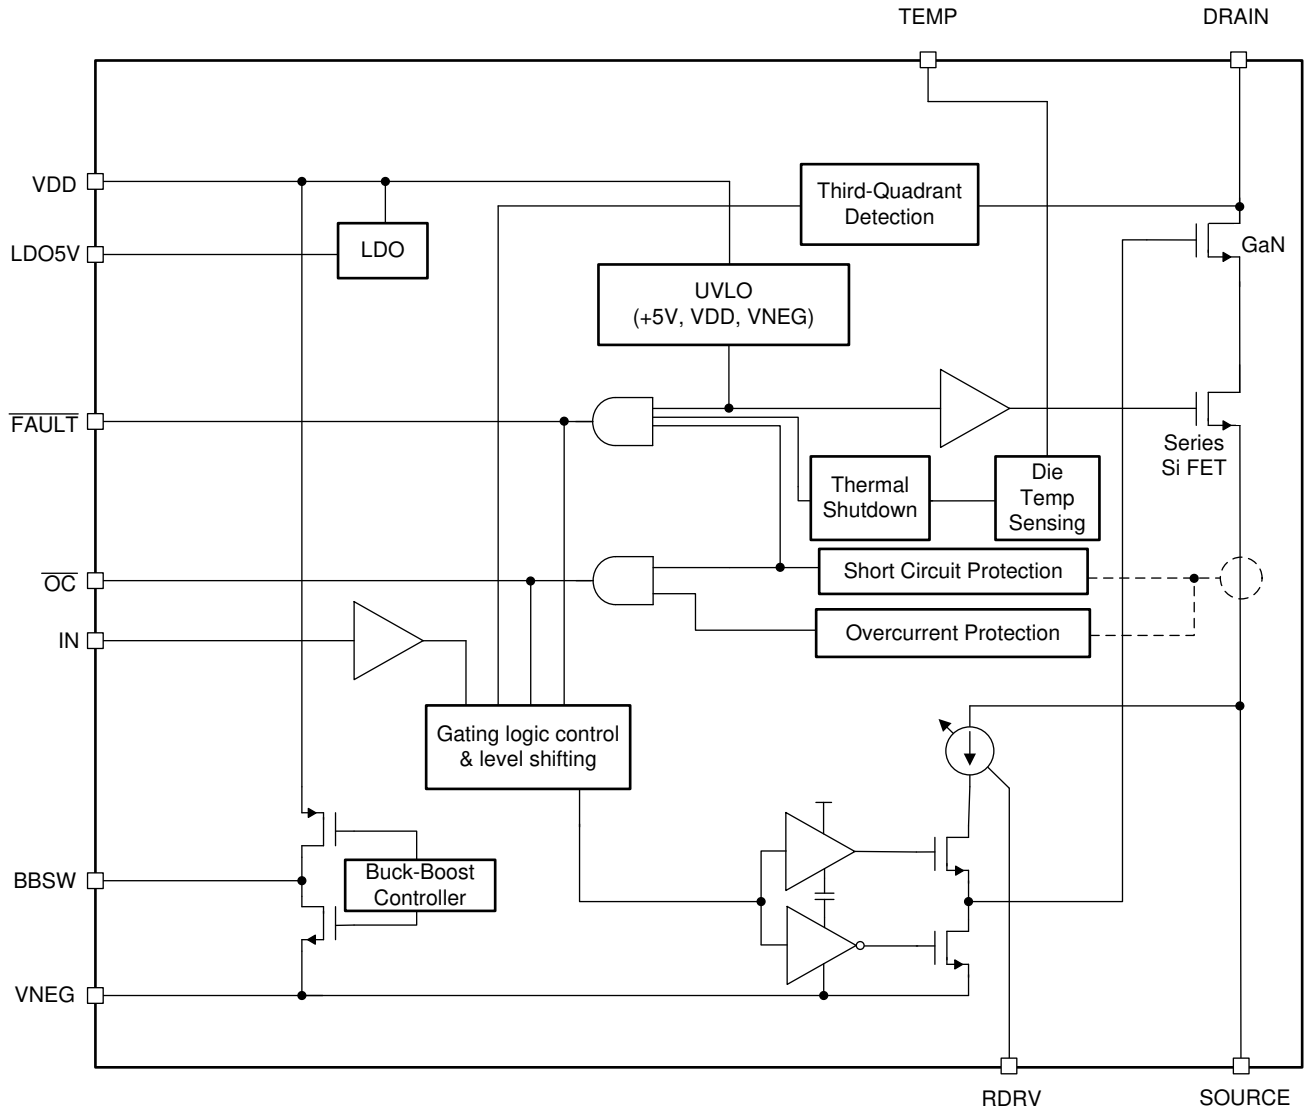 TEMP
DRAIN
VDD
Third-Quadrant
Detection
LDO5V
LDO
GaN
UVLO
(+5V, VDD, VNEG)
FAULT
Series
Si FET
Thermal
Shutdown
Die
Temp
Sensing
OC
Short Circuit Protection
IN
Overcurrent Protection
Gating logic control
& level shifting
BBSW
Buck-Boost
Controller
VNEG
RDRV
SOURCE